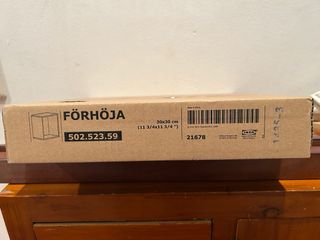 FÖRHÖJA
502.523.59
30x30 cm
(11 3/4x11 3/4 ")
21678
IKEA